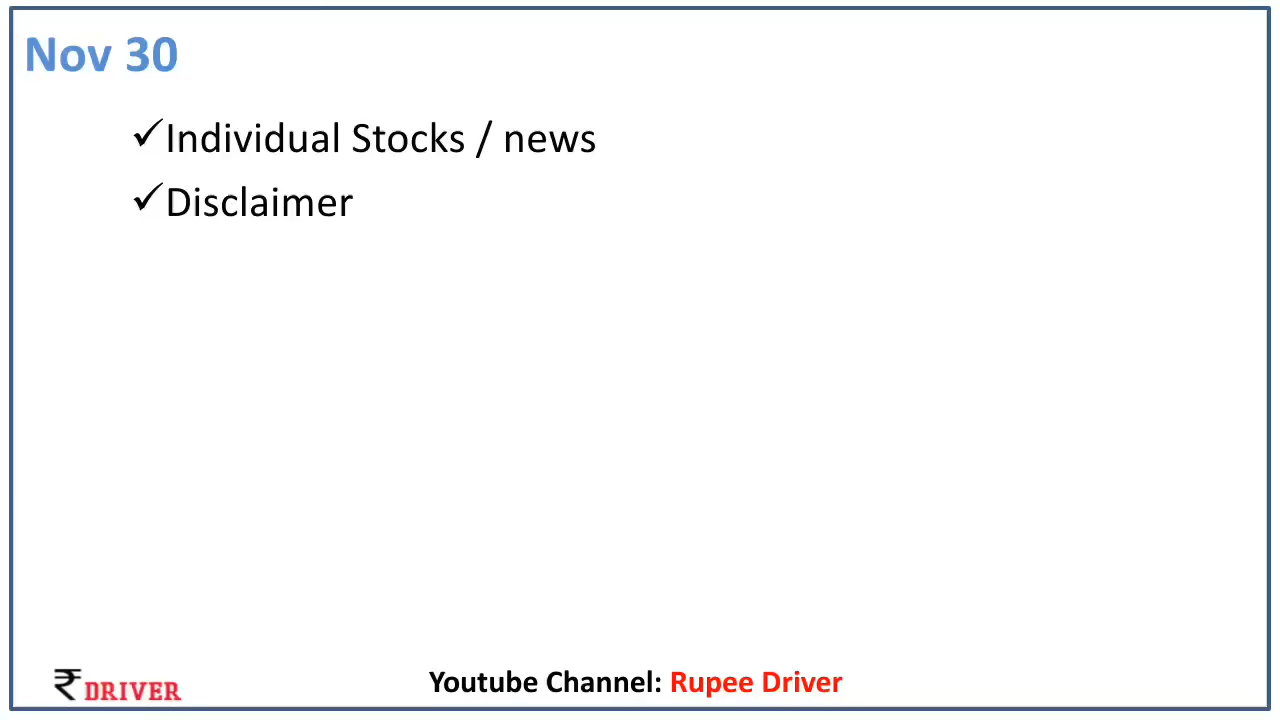 Nov 30
✓Individual Stocks / news
✓Disclaimer
₹ DRIVER
Youtube Channel: Rupee Driver